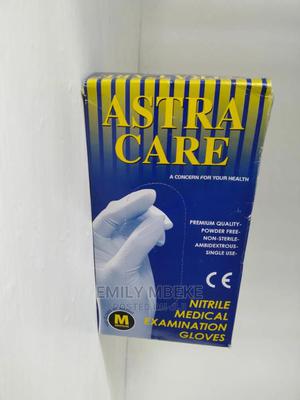 ASTRA
CARE
A CONCERN FOR YOUR HEALTH
PREMIUM QUALITY-
POWDER FREE-
NON-STERILE-
AMBIDEXTROUS-
SINGLE USE-
CE
EMILY MBEKE
NITRILE
MEDICAL
EXAMINATION
GLOVES
M